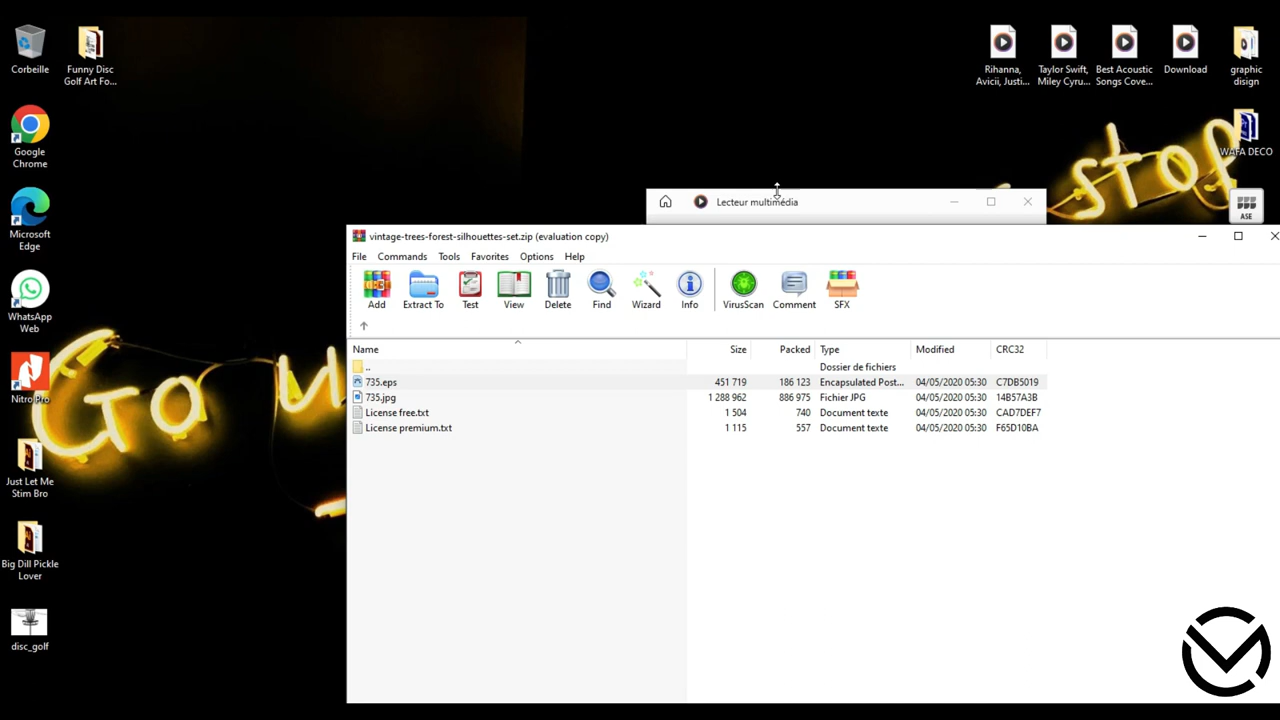 Corbeille
Funny Disc
Golf Art Fo...
Google
Chrome
Microsoft
Edge
WhatsApp
Web
Nitro Pro
Just Let Me
Stim Bro
Big Dill Pickle
Lover
disc_golf
Rihanna,
Avicii, Justi...
Taylor Swift,
Miley Cyru...
Best Acoustic
Songs Cove...
Download
graphic
disign
WAFA DECO
ASE
stop
Сто
Lecteur multimédia
vintage-trees-forest-silhouettes-set.zip (evaluation copy)
File Commands Tools Favorites Options Help
Add Extract To Test View Delete Find Wizard Info VirusScan Comment SFX
Name Size Packed Type Modified CRC32
.. Dossier de fichiers
735.eps 451 719 186 123 Encapsulated Post... 04/05/2020 05:30 C7DB5019
735.jpg 1 288 962 886 975 Fichier JPG 04/05/2020 05:30 14B57A3B
License free.txt 1 504 740 Document texte 04/05/2020 05:30 CAD7DEF7
License premium.txt 1 115 557 Document texte 04/05/2020 05:30 F65D10BA